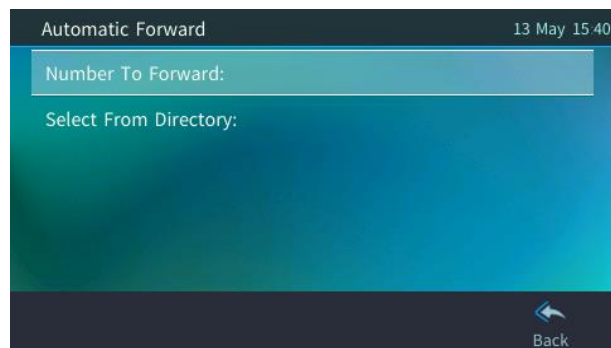 Automatic Forward 13 May 15:40
Number To Forward:
Select From Directory:
Back